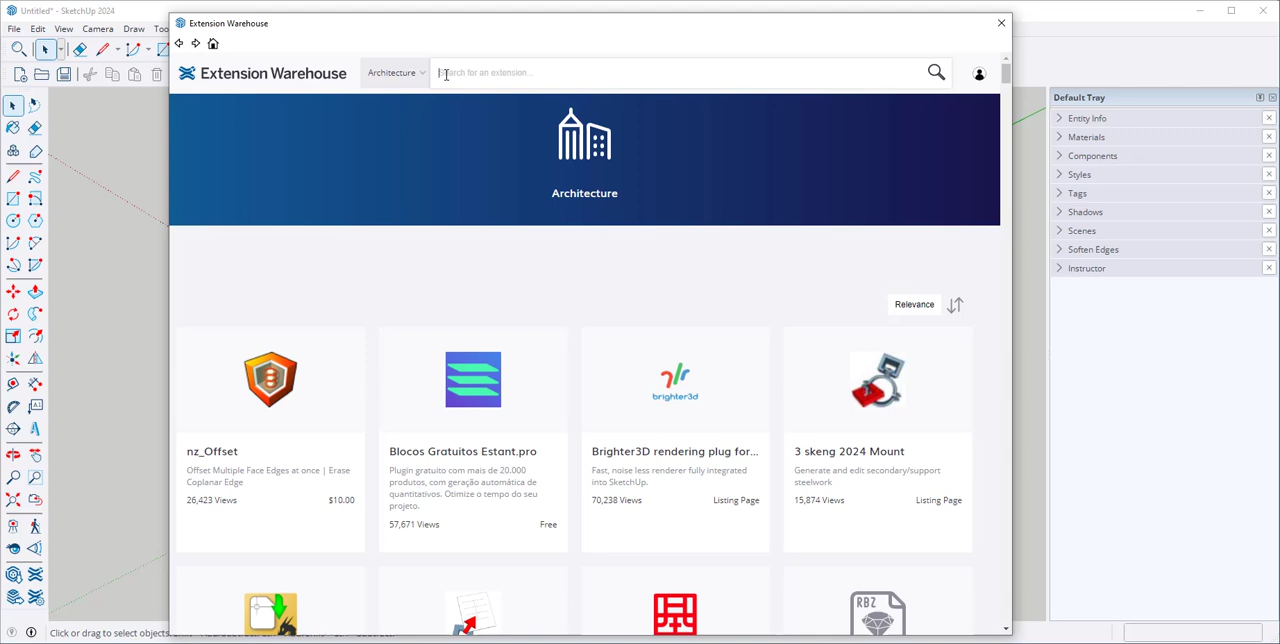 Untitled* - SketchUp 2024
File Edit View Camera Draw Too
Extension Warehouse
Extension Warehouse
Architecture
Search for an extension...
Architecture
Relevance
nz_Offset
Offset Multiple Face Edges at once | Erase
Coplanar Edge
26,423 Views $10.00
Blocos Gratuitos Estant.pro
Plugin gratuito com mais de 20.000
produtos, com geração automática de
quantitativos. Otimize o tempo do seu
projeto.
57,671 Views Free
brighter3d
Brighter3D rendering plug for...
Fast, noise less renderer fully integrated
into SketchUp.
70,238 Views Listing Page
3 skeng 2024 Mount
Generate and edit secondary/support
steelwork
15,874 Views Listing Page
RBZ
Default Tray
Entity Info
Materials
Components
Styles
Tags
Shadows
Scenes
Soften Edges
Instructor
Click or drag to select objects.